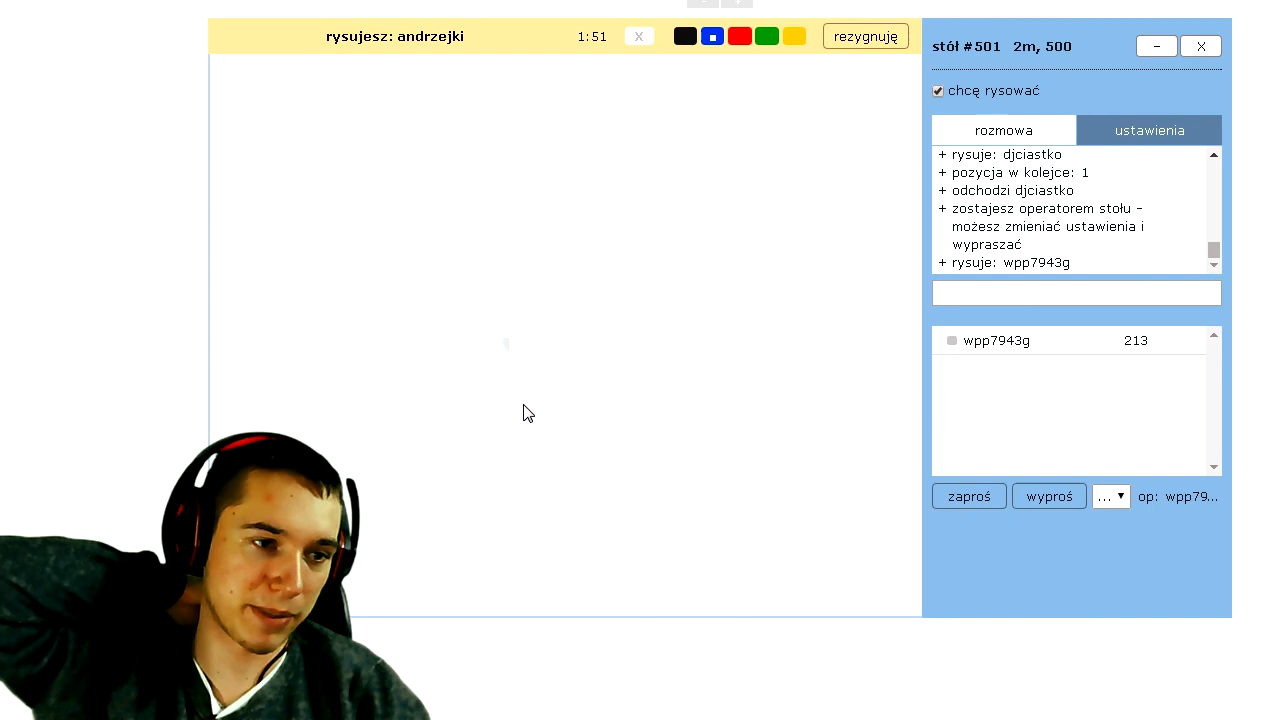 rysujesz: andrzejki 1:51 X rezygnuję
stół #501 2m, 500 – X
chcę rysować
rozmowa ustawienia
+ rysuje: djciastko
+ pozycja w kolejce: 1
+ odchodzi djciastko
+ zostajesz operatorem stołu –
możesz zmieniać ustawienia i
wypraszać
+ rysuje: wpp7943g
wpp7943g 213
zaproś wyproś ... op: wpp79...